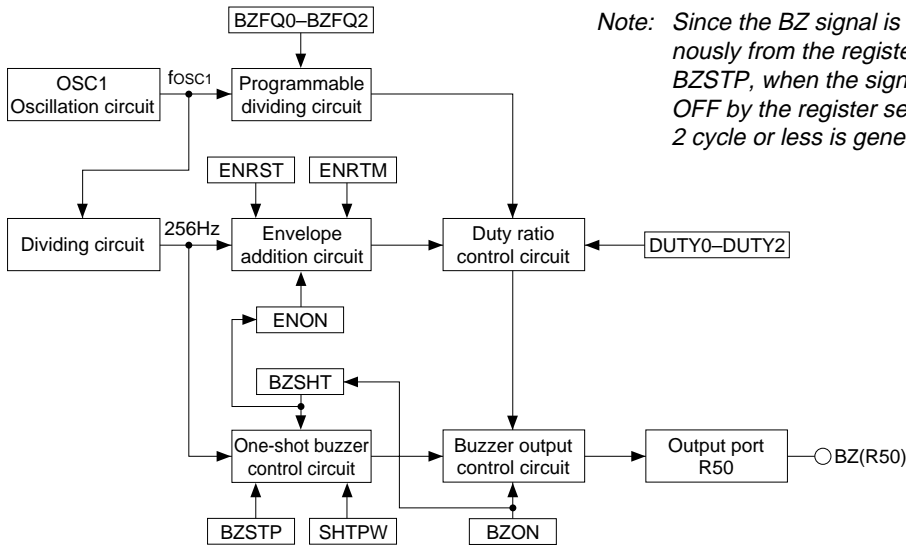 BZFQ0–BZFQ2
Note: Since the BZ signal is
nously from the registe
BZSTP, when the sign
OFF by the register se
2 cycle or less is gene
OSC1
Oscillation circuit
fOSC1
Programmable
dividing circuit
ENRST
ENRTM
Dividing circuit
256Hz
Envelope
addition circuit
Duty ratio
control circuit
DUTY0–DUTY2
ENON
BZSHT
One-shot buzzer
control circuit
Buzzer output
control circuit
Output port
R50
BZ(R50)
BZSTP
SHTPW
BZON